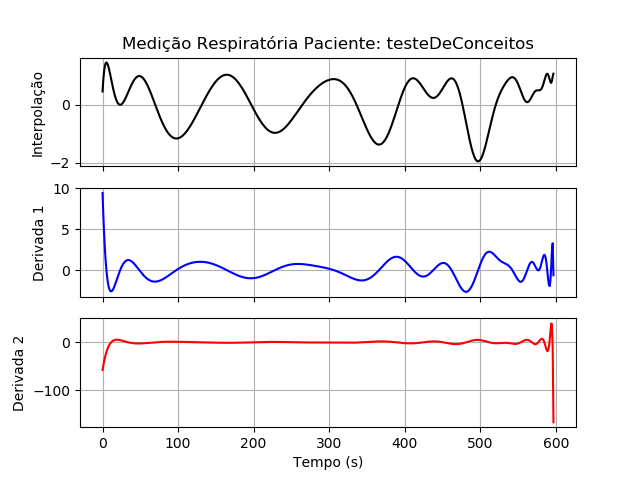 Medição Respiratória Paciente: testeDeConceitos
Interpolação
0
−2
Derivada 1
10
5
0
Derivada 2
0
−100
0 100 200 300 400 500 600
Tempo (s)